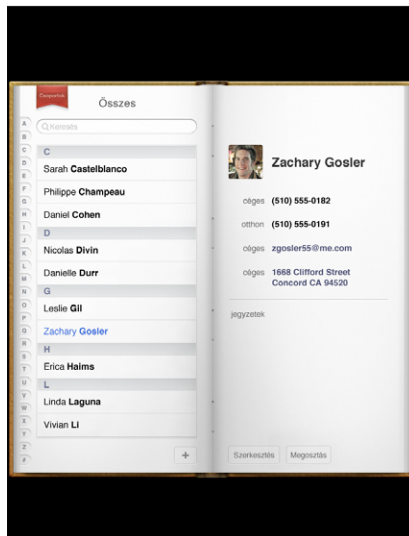 Csoportok
Összes
Keresés
A
B
C
D
E
F
G
H
I
J
K
L
M
N
O
P
Q
R
S
T
U
V
W
X
Y
Z
#
C
Sarah Castelblanco
Philippe Champeau
Daniel Cohen
D
Nicolas Divin
Danielle Durr
G
Leslie Gil
Zachary Gosler
H
Erica Haims
L
Linda Laguna
Vivian Li
+
Zachary Gosler
céges (510) 555-0182
otthon (510) 555-0191
céges zgosler55@me.com
céges 1668 Clifford Street
Concord CA 94520
jegyzetek
Szerkesztés Megosztás